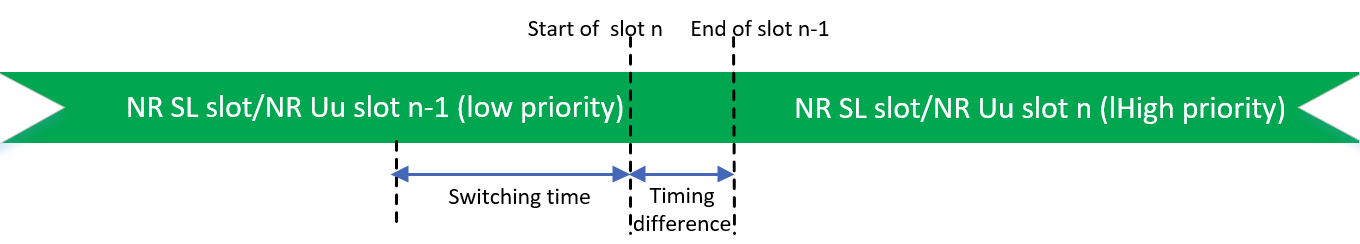 Start of slot n
End of slot n-1
NR SL slot/NR Uu slot n-1 (low priority)
NR SL slot/NR Uu slot n (lHigh priority)
Switching time
Timing
difference